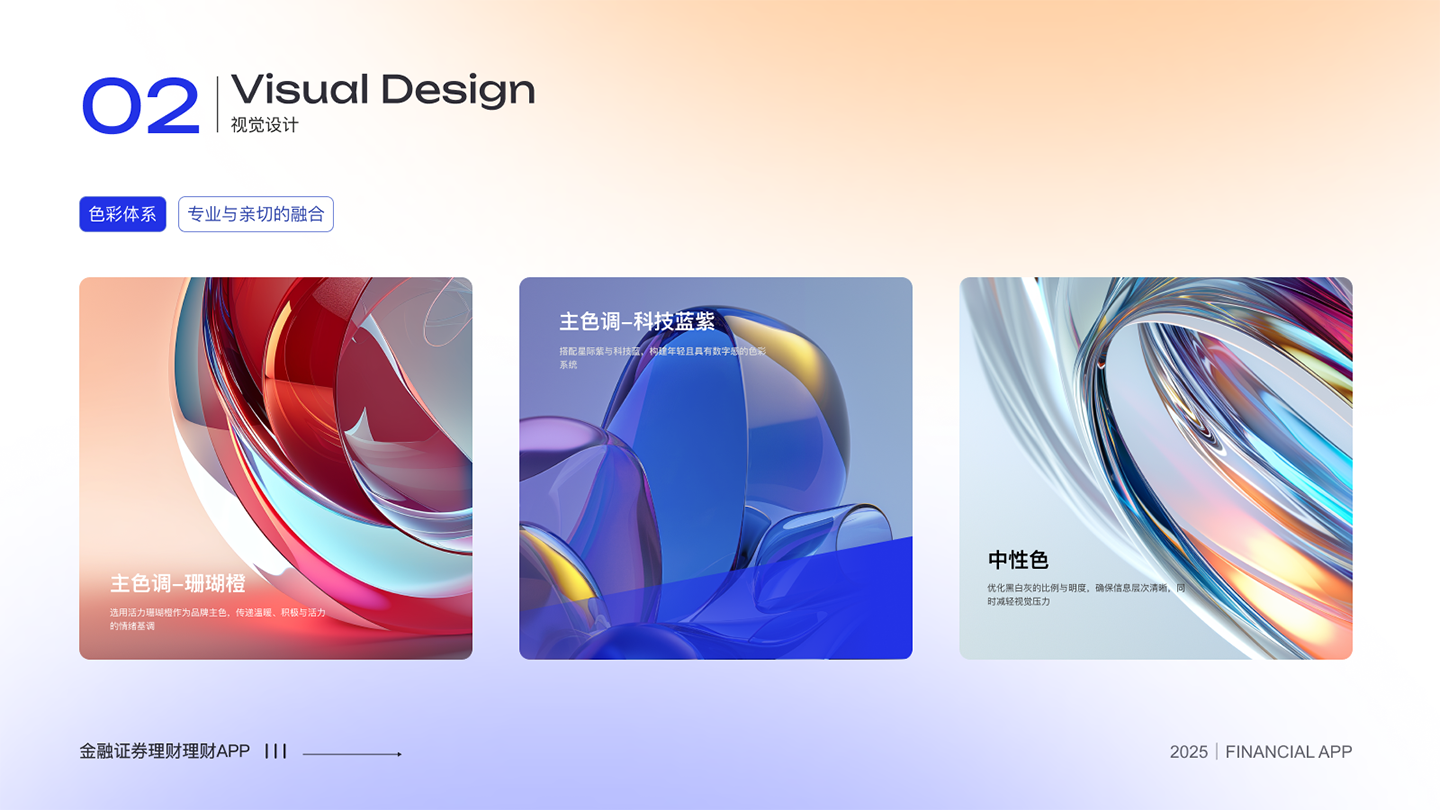 02
Visual Design
视觉设计
色彩体系
专业与亲切的融合
主色调-珊瑚橙
选用活力珊瑚橙作为品牌主色，传递温暖、积极与活力
的情绪基调
主色调-科技蓝紫
搭配星际紫与科技蓝，构建年轻且具有数字感的色彩
系统
中性色
优化黑白灰的比例与明度，确保信息层次清晰，同
时减轻视觉压力
金融证券理财理财APP
2025 | FINANCIAL APP